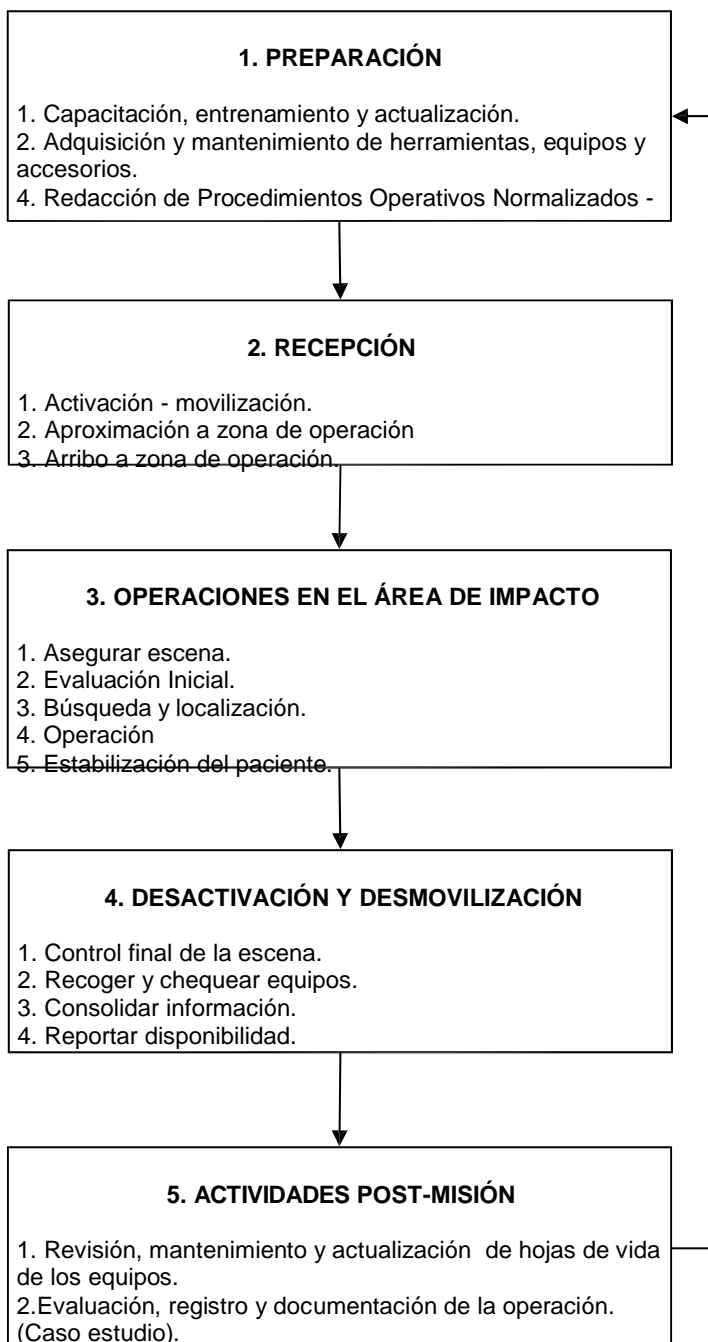 1. PREPARACIÓN
1. Capacitación, entrenamiento y actualización.
2. Adquisición y mantenimiento de herramientas, equipos y
accesorios.
4. Redacción de Procedimientos Operativos Normalizados -
2. RECEPCIÓN
1. Activación - movilización.
2. Aproximación a zona de operación
3. Arribo a zona de operación.
3. OPERACIONES EN EL ÁREA DE IMPACTO
1. Asegurar escena.
2. Evaluación Inicial.
3. Búsqueda y localización.
4. Operación
5. Estabilización del paciente.
4. DESACTIVACIÓN Y DESMOVILIZACIÓN
1. Control final de la escena.
2. Recoger y chequear equipos.
3. Consolidar información.
4. Reportar disponibilidad.
5. ACTIVIDADES POST-MISIÓN
1. Revisión, mantenimiento y actualización  de hojas de vida
de los equipos.
2.Evaluación, registro y documentación de la operación.
(Caso estudio).